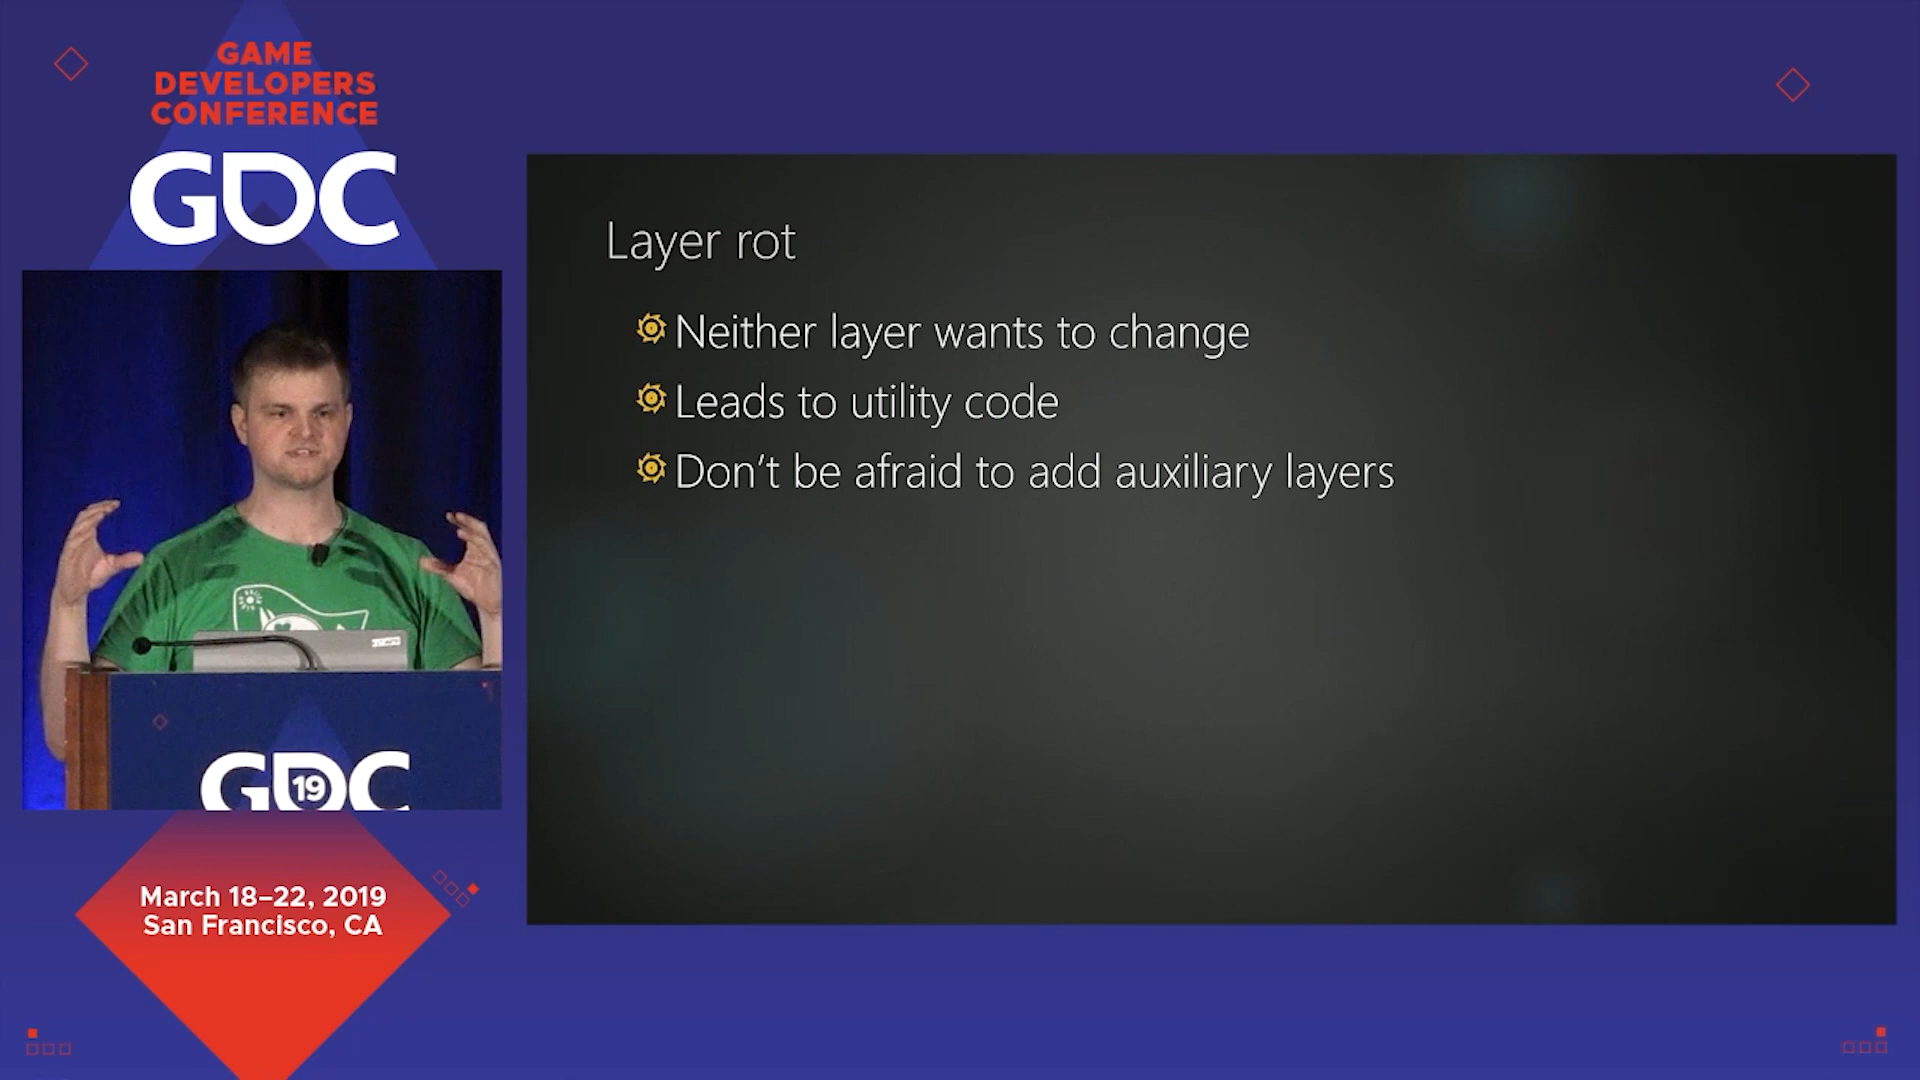 GAME
DEVELOPERS
CONFERENCE
GDC
Layer rot
Neither layer wants to change
Leads to utility code
Don't be afraid to add auxiliary layers
GDC
19
March 18–22, 2019
San Francisco, CA